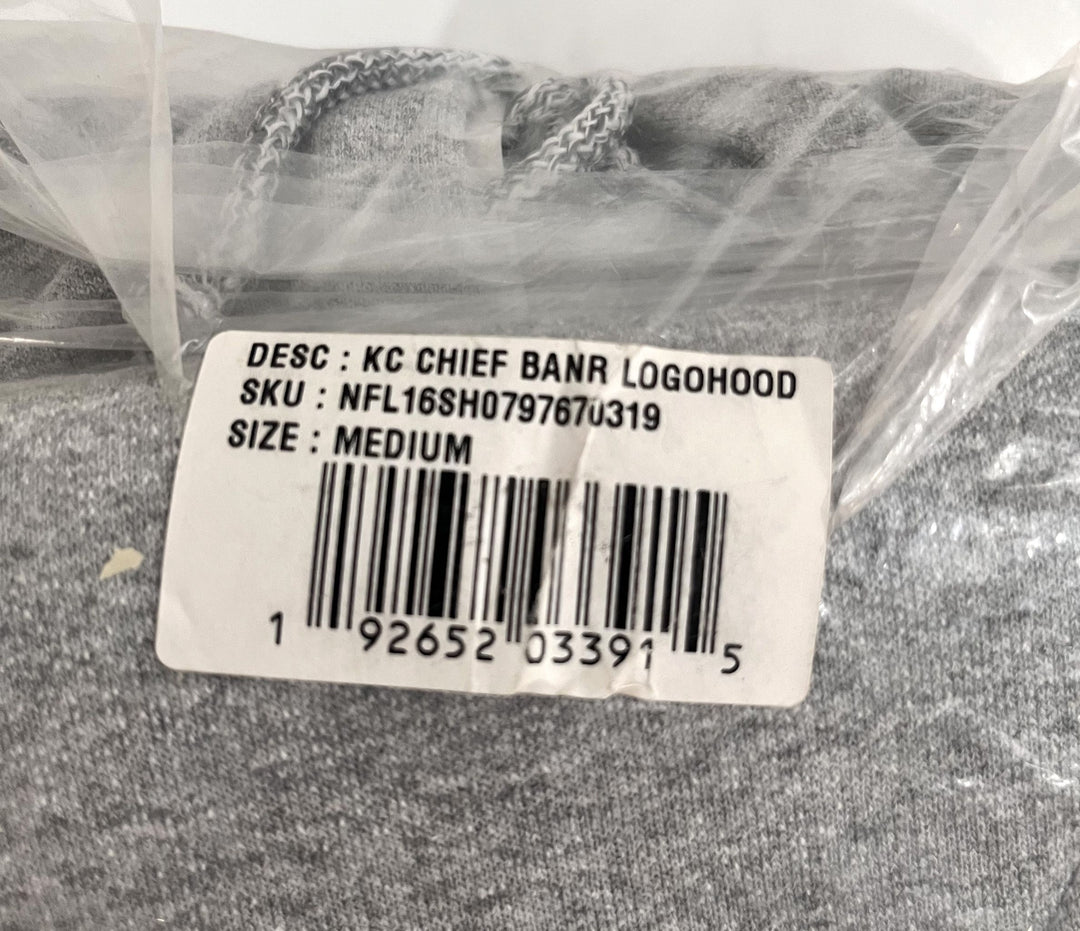 DESC : KC CHIEF BANR LOGOHOOD
SKU : NFL16SH0797670319
SIZE : MEDIUM
1 92652 03391 5